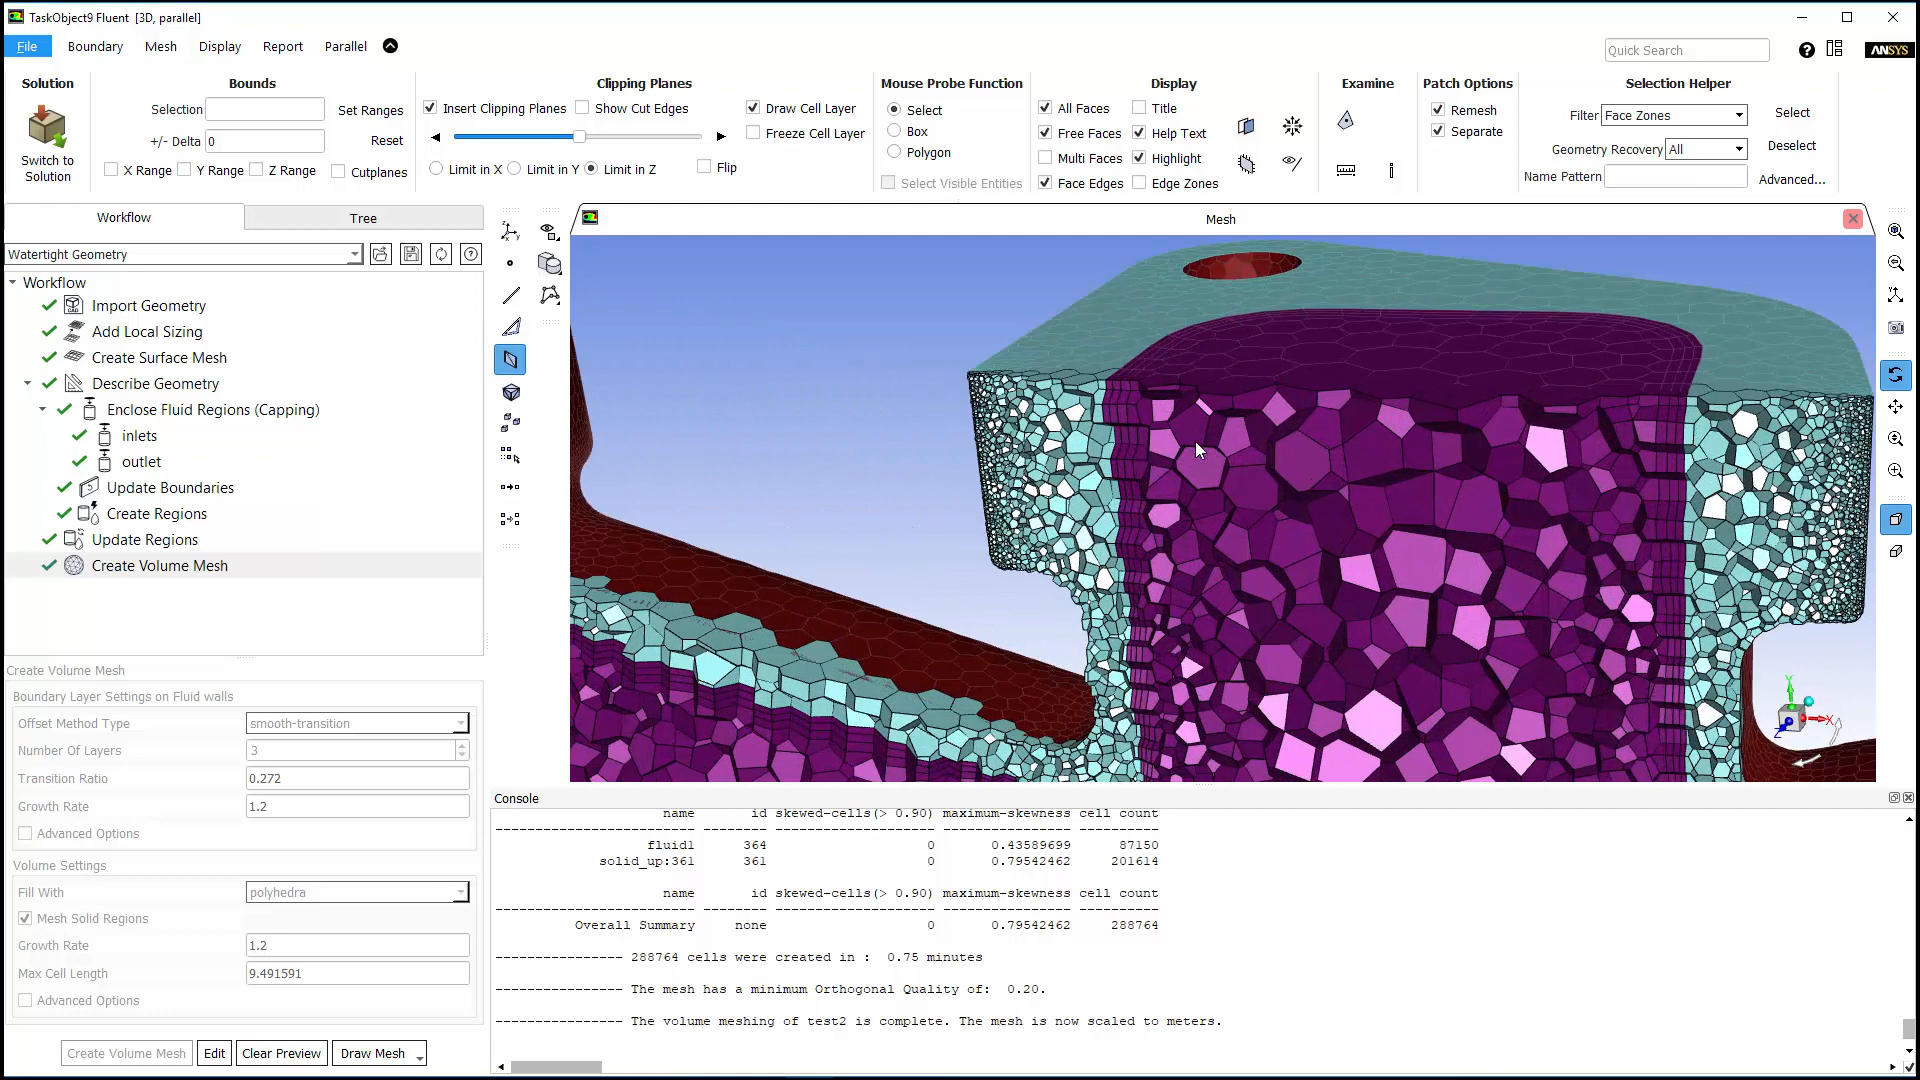 TaskObject9 Fluent [3D, parallel]
File Boundary Mesh Display Report Parallel
Quick Search
ANSYS
Solution
Switch to
Solution
Bounds
Selection
Set Ranges
+/- Delta 0
Reset
X Range Y Range Z Range Cutplanes
Clipping Planes
Insert Clipping Planes Show Cut Edges Draw Cell Layer
Freeze Cell Layer
Limit in X Limit in Y Limit in Z Flip
Mouse Probe Function
Select
Box
Polygon
Select Visible Entities
Display
All Faces Title
Free Faces Help Text
Multi Faces Highlight
Face Edges Edge Zones
Examine
Patch Options
Remesh
Separate
Selection Helper
Filter Face Zones Select
Geometry Recovery All Deselect
Name Pattern Advanced...
Workflow Tree
Watertight Geometry
Workflow
Import Geometry
Add Local Sizing
Create Surface Mesh
Describe Geometry
Enclose Fluid Regions (Capping)
inlets
outlet
Update Boundaries
Create Regions
Update Regions
Create Volume Mesh
Create Volume Mesh
Boundary Layer Settings on Fluid walls
Offset Method Type smooth-transition
Number Of Layers 3
Transition Ratio 0.272
Growth Rate 1.2
Advanced Options
Volume Settings
Fill With polyhedra
Mesh Solid Regions
Growth Rate 1.2
Max Cell Length 9.491591
Advanced Options
Create Volume Mesh Edit Clear Preview Draw Mesh
Mesh
Y
X
Z
Console
name id skewed-cells(> 0.90) maximum-skewness cell count
fluid1 364 0 0.43589699 87150
solid_up:361 361 0 0.79542462 201614
name id skewed-cells(> 0.90) maximum-skewness cell count
Overall Summary none 0 0.79542462 288764
---------------- 288764 cells were created in : 0.75 minutes
---------------- The mesh has a minimum Orthogonal Quality of: 0.20.
---------------- The volume meshing of test2 is complete. The mesh is now scaled to meters.